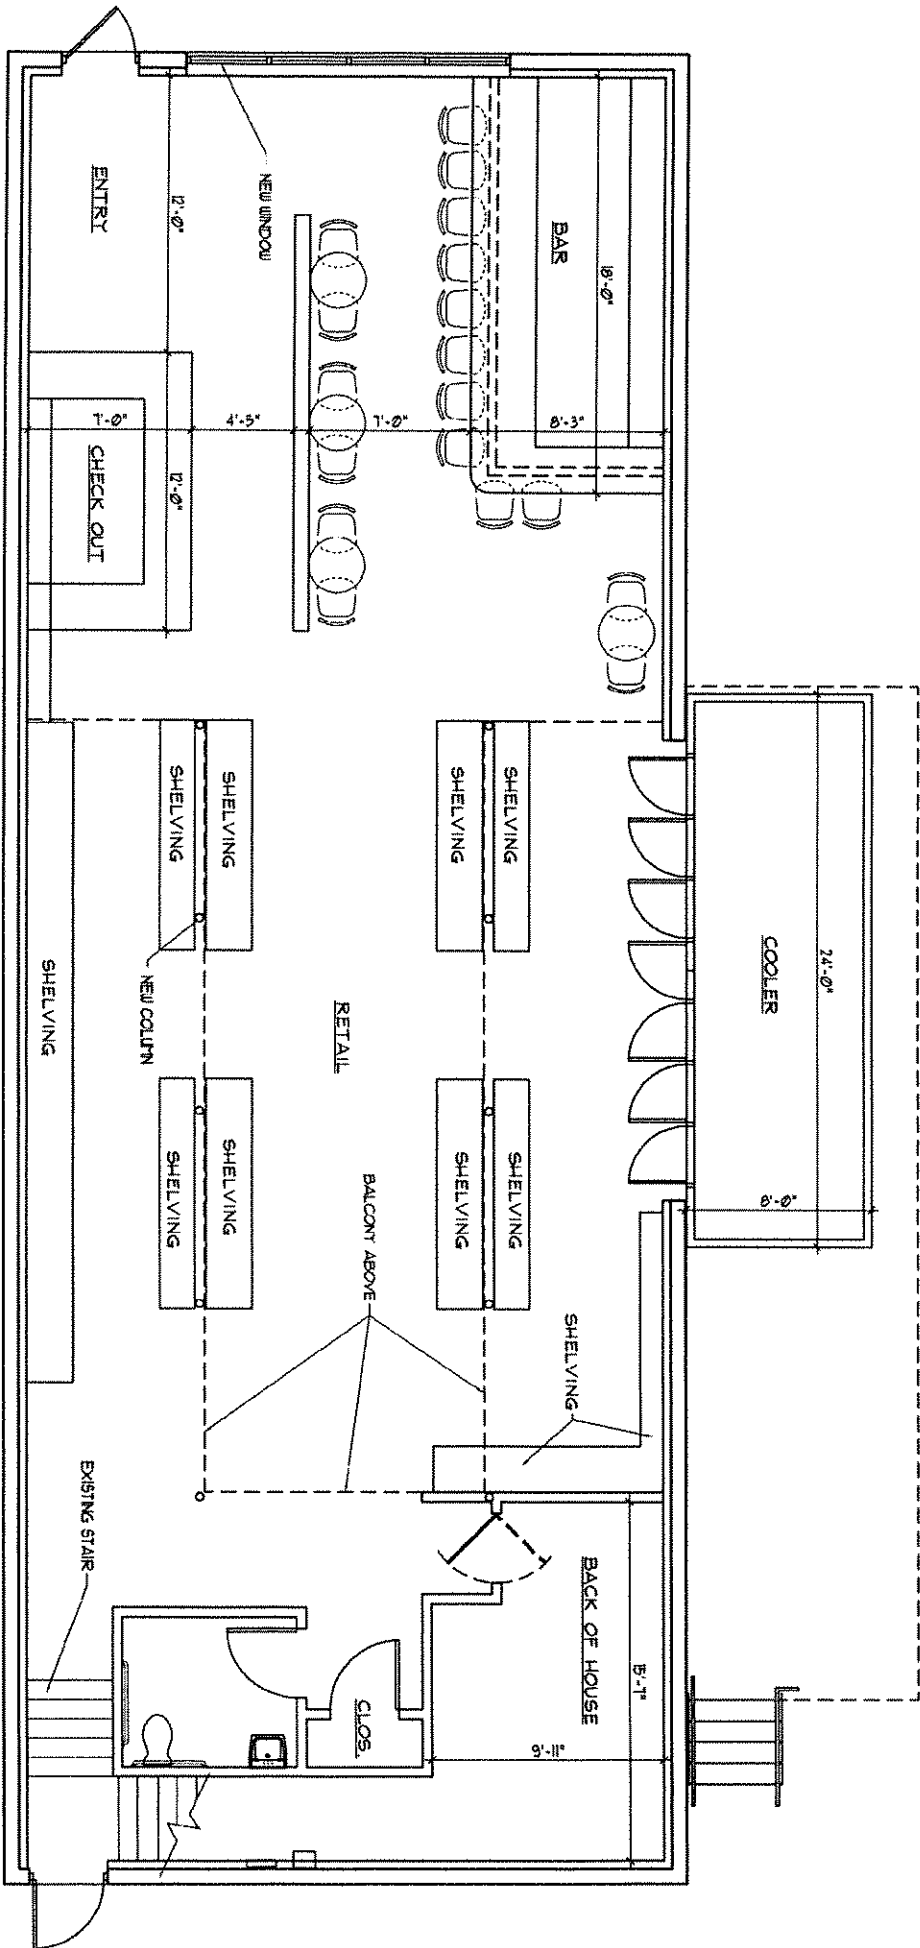 ENTRY
12'-0"
NEW WINDOW
BAR
18'-0"
7'-0"
4'-5"
7'-0"
8'-3"
CHECK OUT
12'-0"
SHELVING
SHELVING
SHELVING
SHELVING
COOLER
24'-0"
8'-0"
SHELVING
NEW COLUMN
RETAIL
SHELVING
SHELVING
SHELVING
SHELVING
BALCONY ABOVE
SHELVING
EXISTING STAIR
BACK OF HOUSE
15'-7"
9'-11"
CLOS.